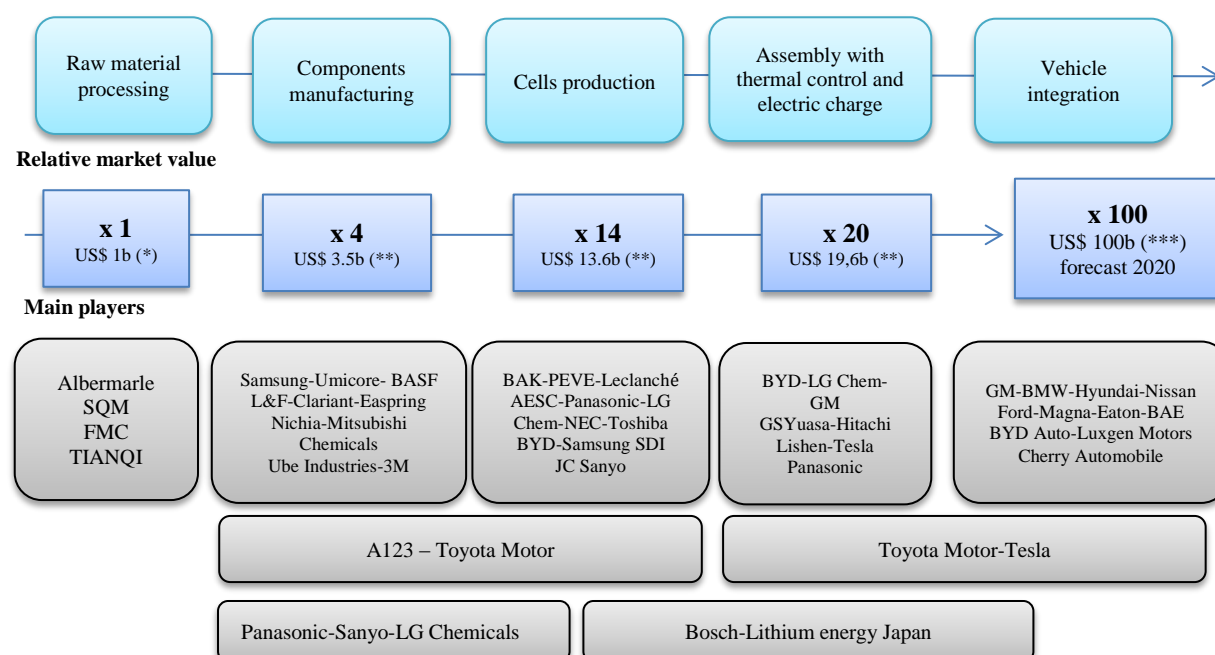 Raw material
processing
Components
manufacturing
Cells production
Assembly with
thermal control and
electric charge
Vehicle
integration
Relative market value
x 1
US$ 1b (*)
x 4
US$ 3.5b (**)
x 14
US$ 13.6b (**)
x 20
US$ 19,6b (**)
x 100
US$ 100b (***)
forecast 2020
Main players
Albermarle
SQM
FMC
TIANQI
Samsung-Umicore- BASF
L&F-Clariant-Easpring
Nichia-Mitsubishi
Chemicals
Ube Industries-3M
BAK-PEVE-Leclanché
AESC-Panasonic-LG
Chem-NEC-Toshiba
BYD-Samsung SDI
JC Sanyo
BYD-LG Chem-
GM
GSYuasa-Hitachi
Lishen-Tesla
Panasonic
GM-BMW-Hyundai-Nissan
Ford-Magna-Eaton-BAE
BYD Auto-Luxgen Motors
Cherry Automobile
A123 – Toyota Motor
Toyota Motor-Tesla
Panasonic-Sanyo-LG Chemicals
Bosch-Lithium energy Japan